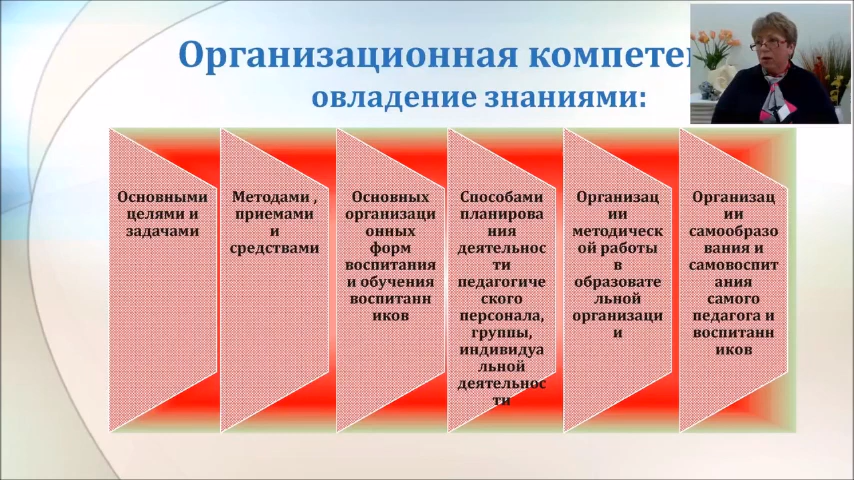 Организационная компетен
овладение знаниями:
Основными
целями и
задачами
Методами ,
приемами
и
средствами
Основных
организаци
онных
форм
воспитания
и обучения
воспитанн
иков
Способами
планирова
ния
деятельнос
ти
педагогиче
ского
персонала,
группы,
индивидуа
льной
деятельнос
ти
Организац
ии
методическ
ой работы
в
образовате
льной
организаци
и
Организац
ии
самообразо
вания и
самовоспит
ания
самого
педагога и
воспитанн
иков